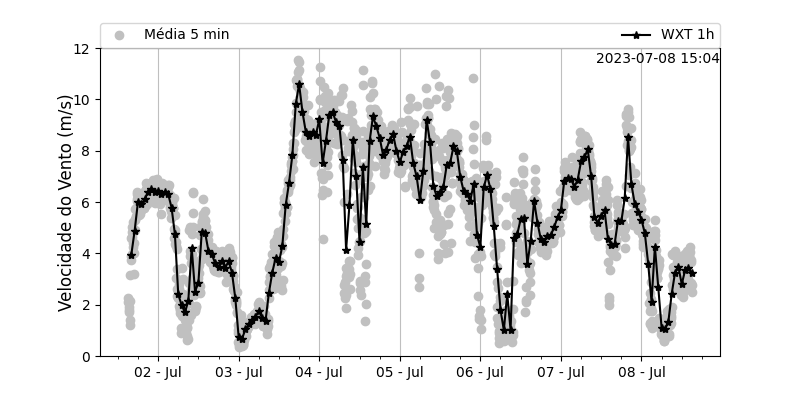 Média 5 min
WXT 1h
2023-07-08 15:04
Velocidade do Vento (m/s)
12
10
8
6
4
2
0
02 - Jul
03 - Jul
04 - Jul
05 - Jul
06 - Jul
07 - Jul
08 - Jul